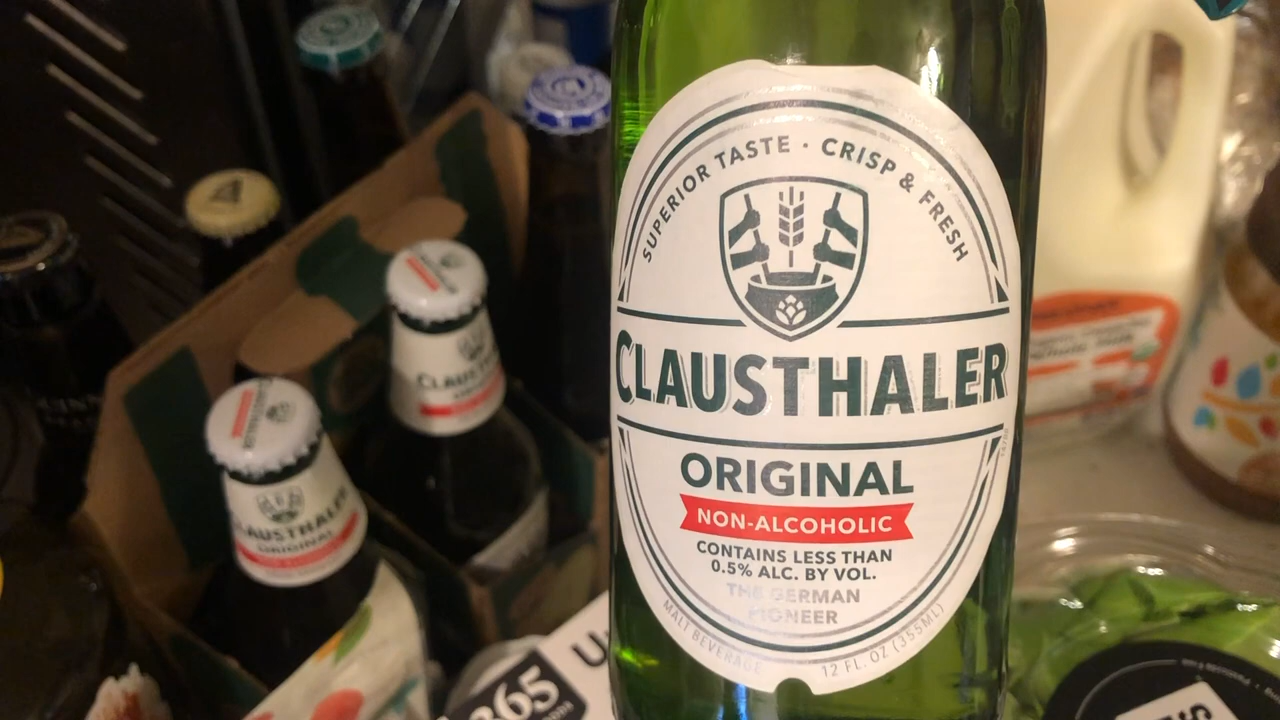 SUPERIOR TASTE · CRISP & FRESH
CLAUSTHALER
ORIGINAL
NON-ALCOHOLIC
CONTAINS LESS THAN
0.5% ALC. BY VOL.
THE GERMAN
PIONEER
MALT BEVERAGE
12 FL. OZ (355ML)
CLAUSTHALER
CLAUSTHALER
ORIGINAL
4
365